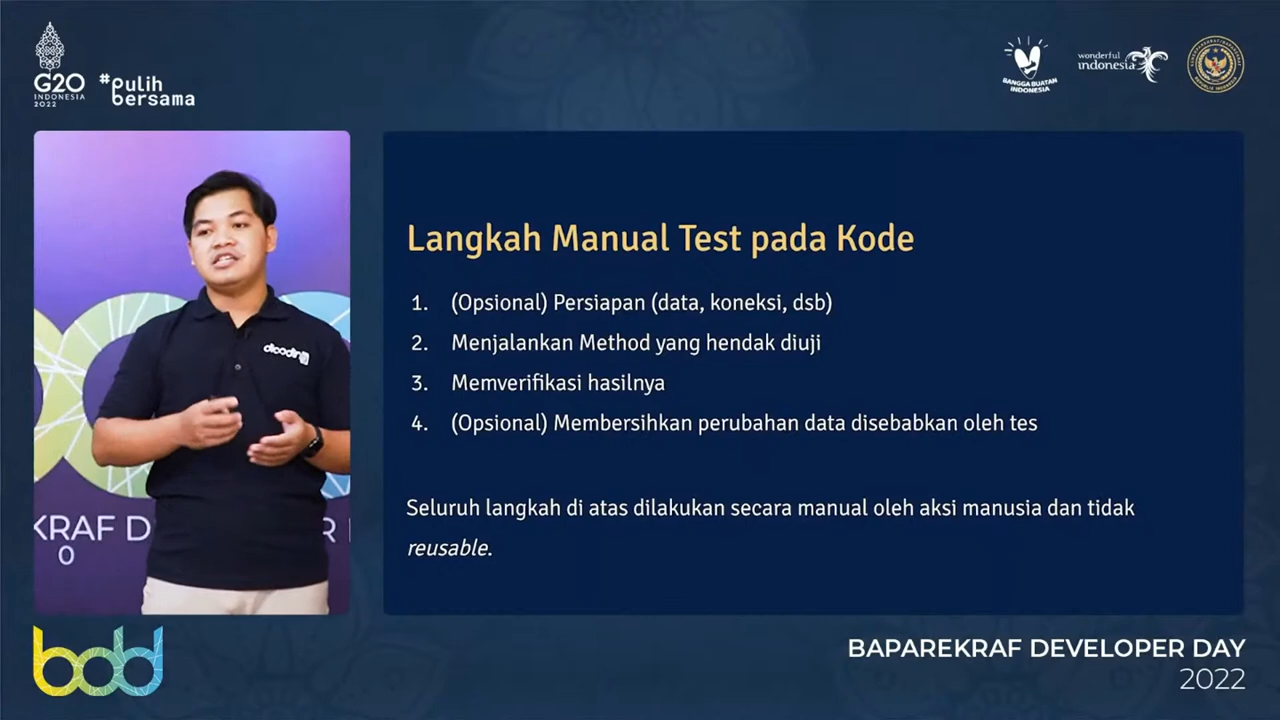 G20
INDONESIA
2022
#pulih
bersama
BANGGA BUATAN
INDONESIA
wonderful
indonesia
dicoding
KRAF D
R
0
Langkah Manual Test pada Kode
1. (Opsional) Persiapan (data, koneksi, dsb)
2. Menjalankan Method yang hendak diuji
3. Memverifikasi hasilnya
4. (Opsional) Membersihkan perubahan data disebabkan oleh tes
Seluruh langkah di atas dilakukan secara manual oleh aksi manusia dan tidak
reusable.
bdd
BAPAREKRAF DEVELOPER DAY
2022